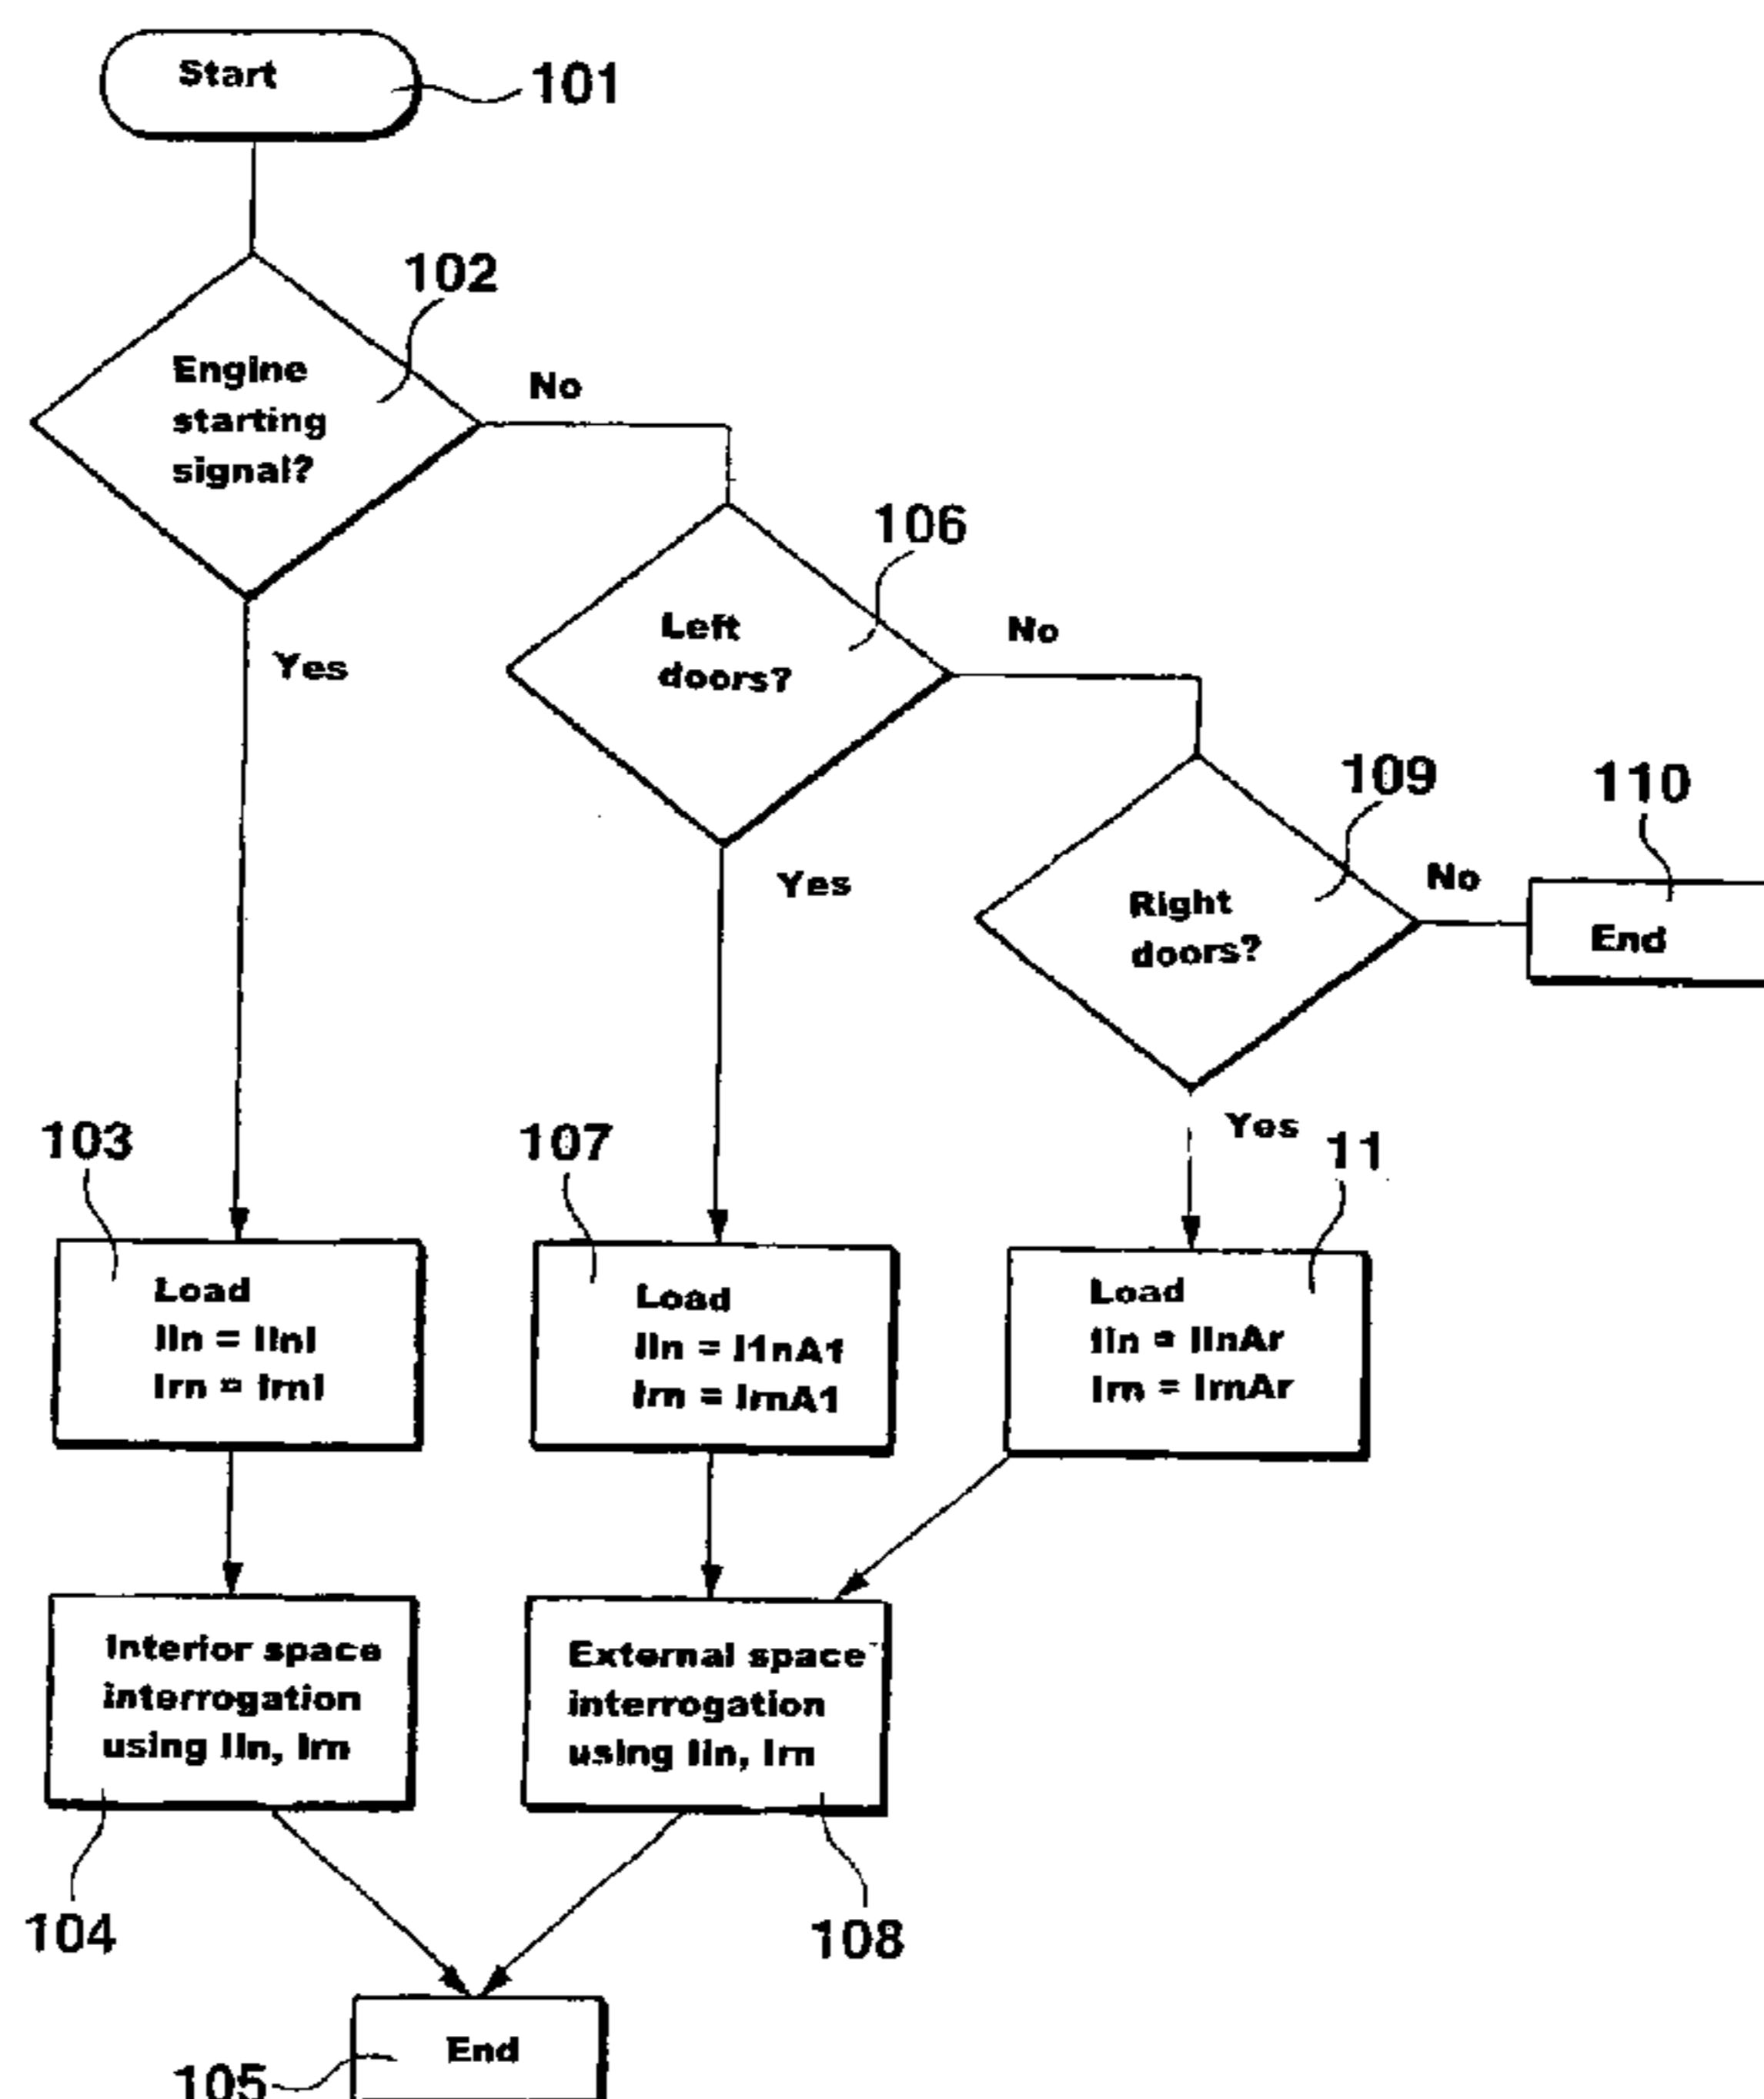 Start
101
102
Engine
starting
signal?
No
Yes
106
Left
doors?
No
Yes
109
Right
doors?
No
110
End
Yes
103
Load
Iln = IlnI
Irn = IrnI
107
Load
Iln = I1nA1
Irn = IrnA1
11
Load
Iln = IlnAr
Irn = IrnAr
Interior space
interrogation
using Iln, Irn
104
External space
interrogation
using Iln, Irn
108
End
105